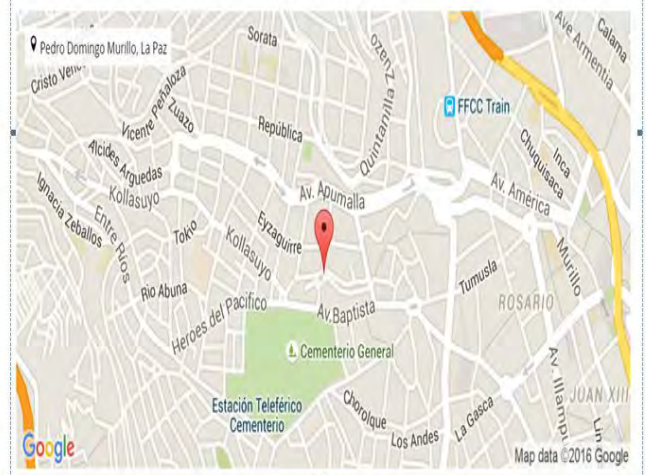 Pedro Domingo Murillo, La Paz
Sorata
Zuazo
Quintanilla
Ave Armentia
Calama
Cristo
Vicente Peñaloza
Zuazo
República
FFCC Train
Inca
Chuquisaca
Alcides Arguedas
Kollasuyo
Av. Apumalla
Av. América
Ignacia Zeballos
Entre Ríos
Tokio
Kollasuyo
Eyzaguirre
Murillo
Rio Abuna
Heroes del Pacifico
Av.Baptista
Tumusla
ROSARIO
Cementerio General
Av. Illampu
JUAN XIII
Estación Teleférico
Cementerio
Chorolque
Los Andes
La Gasca
Lin
Google
Map data ©2016 Google